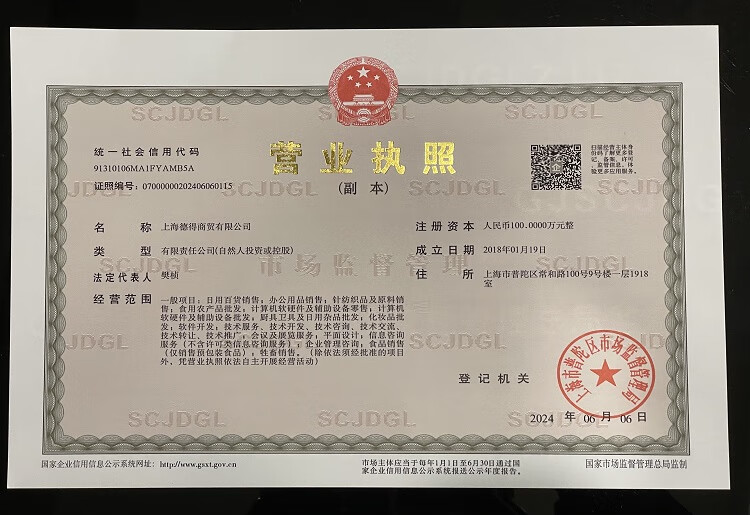 SCJDGL SCJDGL
统一社会信用代码
91310106MA1FYAMB5A
证照编号：07000000202406060115
营业执照
(副 本)
扫描经营主体身
份码了解更多登
记、备案、许可、
监管信息，体
验更多应用服务。
SCJDGL SCJDGL
名 称 上海德得商贸有限公司
类 型 有限责任公司(自然人投资或控股)
法定代表人 樊桢
经营范围 一般项目：日用百货销售；办公用品销售；针纺织品及原料销
售；食用农产品批发；计算机软硬件及辅助设备零售；计算机
软硬件及辅助设备批发；厨具卫具及日用杂品批发；化妆品批
发；软件开发；技术服务、技术开发、技术咨询、技术交流、
技术转让、技术推广；会议及展览服务；平面设计；信息咨询
服务（不含许可类信息咨询服务）；企业管理咨询；食品销售
（仅销售预包装食品）；牲畜销售。（除依法须经批准的项目
外，凭营业执照依法自主开展经营活动）
注册资本 人民币100.0000万元整
成立日期 2018年01月19日
住 所 上海市普陀区常和路100号9号楼一层1918
室
市场监督管理
SCJDGL SCJDGL
登记机关
上海市普陀区市场监督管理局
2024 年 06 月 06 日
SCJDGL SCJDGL
国家企业信用信息公示系统网址：http://www.gsxt.gov.cn
市场主体应当于每年1月1日至6月30日通过国
家企业信用信息公示系统报送公示年度报告。
国家市场监督管理总局监制